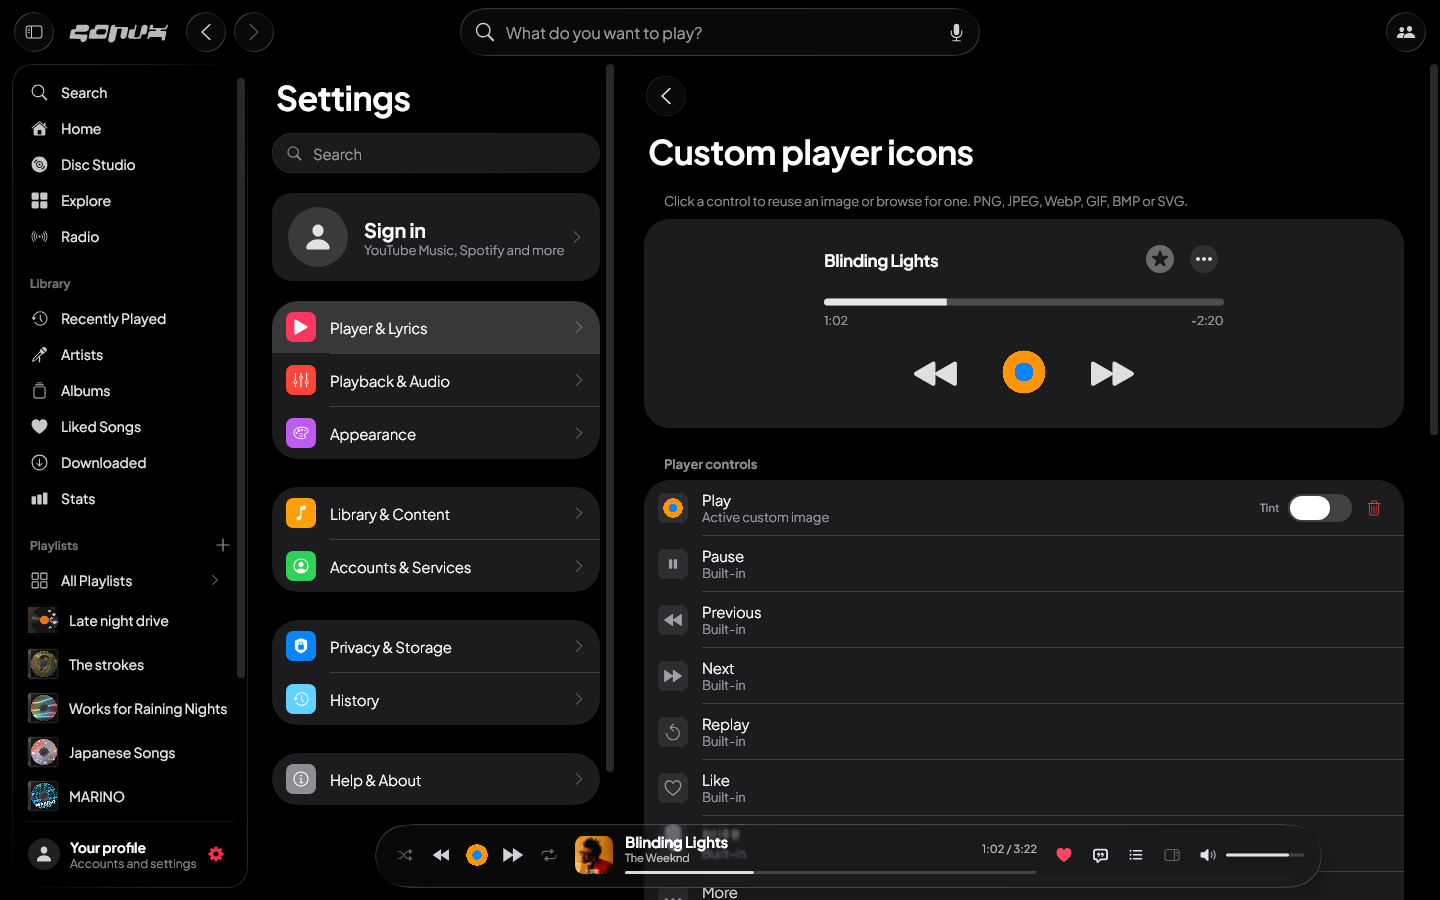 sonux
What do you want to play?
Search
Home
Disc Studio
Explore
Radio
Library
Recently Played
Artists
Albums
Liked Songs
Downloaded
Stats
Playlists
All Playlists
Late night drive
The strokes
Works for Raining Nights
Japanese Songs
MARINO
Your profile
Accounts and settings
Settings
Search
Sign in
YouTube Music, Spotify and more
Player & Lyrics
Playback & Audio
Appearance
Library & Content
Accounts & Services
Privacy & Storage
History
Help & About
Custom player icons
Click a control to reuse an image or browse for one. PNG, JPEG, WebP, GIF, BMP or SVG.
Blinding Lights
1:02
-2:20
Player controls
Play
Active custom image
Tint
Pause
Built-in
Previous
Built-in
Next
Built-in
Replay
Built-in
Like
Built-in
Built-in
More
Blinding Lights
The Weeknd
1:02 / 3:22